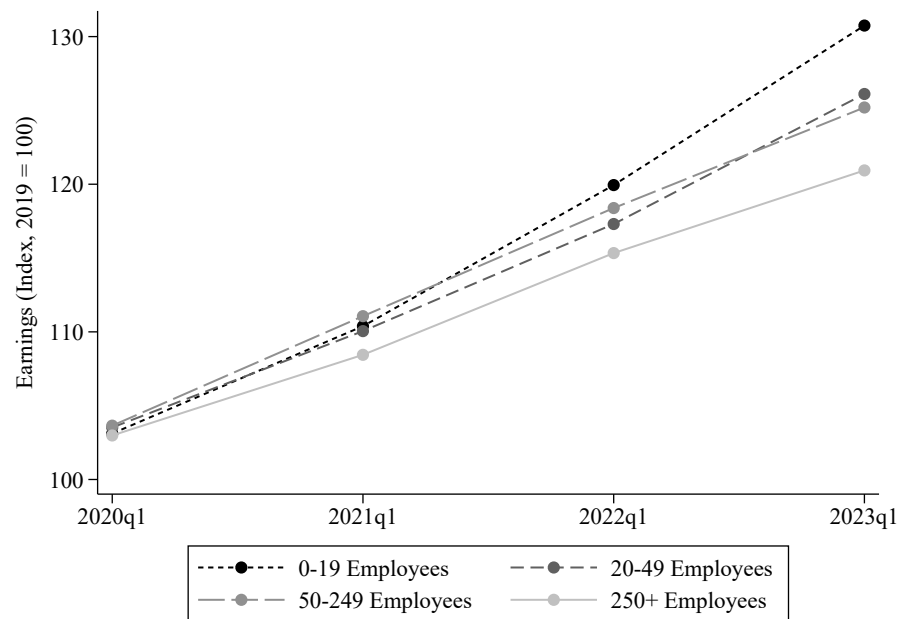 130
120
110
100
Earnings (Index, 2019 = 100)
2020q1 2021q1 2022q1 2023q1
0-19 Employees 20-49 Employees
50-249 Employees 250+ Employees